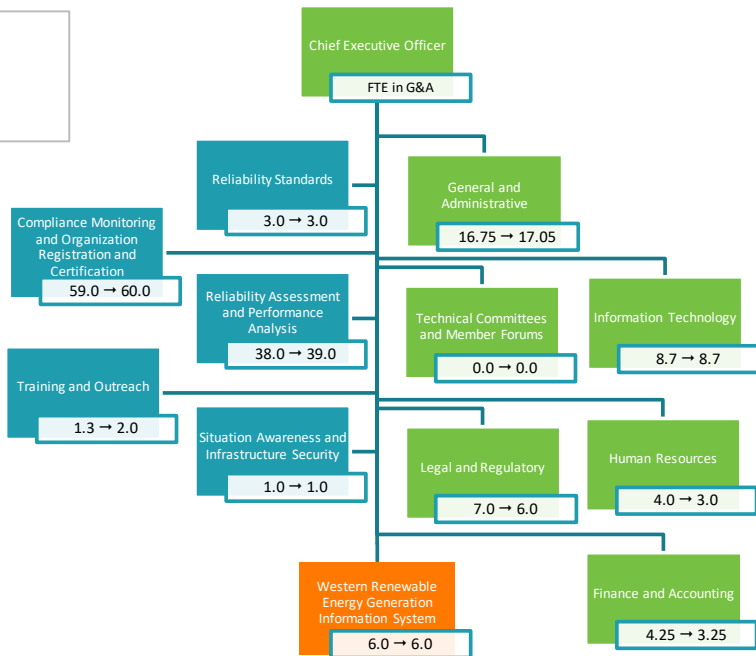 Chief Executive Officer
FTE in G&A
Reliability Standards
3.0 → 3.0
General and
Administrative
16.75 → 17.05
Compliance Monitoring
and Organization
Registration and
Certification
59.0 → 60.0
Reliability Assessment
and Performance
Analysis
38.0 → 39.0
Technical Committees
and Member Forums
0.0 → 0.0
Information Technology
8.7 → 8.7
Training and Outreach
1.3 → 2.0
Situation Awareness and
Infrastructure Security
1.0 → 1.0
Legal and Regulatory
7.0 → 6.0
Human Resources
4.0 → 3.0
Western Renewable
Energy Generation
Information System
6.0 → 6.0
Finance and Accounting
4.25 → 3.25